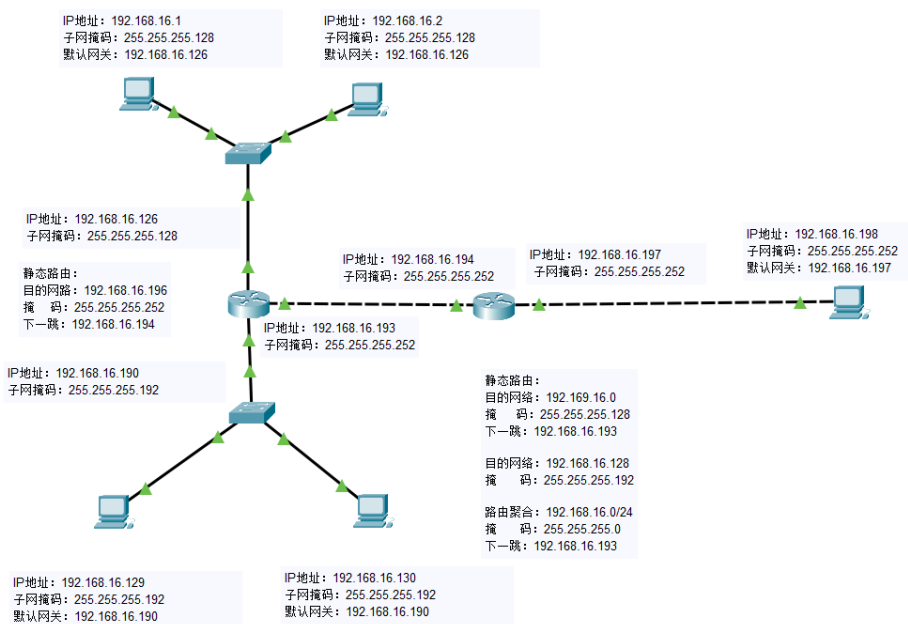 IP地址：192.168.16.1
子网掩码：255.255.255.128
默认网关：192.168.16.126
IP地址：192.168.16.2
子网掩码：255.255.255.128
默认网关：192.168.16.126
IP地址：192.168.16.126
子网掩码：255.255.255.128
静态路由：
目的网路：192.168.16.196
掩 码：255.255.255.252
下一跳：192.168.16.194
IP地址：192.168.16.194
子网掩码：255.255.255.252
IP地址：192.168.16.197
子网掩码：255.255.255.252
IP地址：192.168.16.198
子网掩码：255.255.255.252
默认网关：192.168.16.197
IP地址：192.168.16.193
子网掩码：255.255.255.252
IP地址：192.168.16.190
子网掩码：255.255.255.192
静态路由：
目的网络：192.169.16.0
掩 码：255.255.255.128
下一跳：192.168.16.193
目的网络：192.168.16.128
掩 码：255.255.255.192
路由聚合：192.168.16.0/24
掩 码：255.255.255.0
下一跳：192.168.16.193
IP地址：192.168.16.129
子网掩码：255.255.255.192
默认网关：192.168.16.190
IP地址：192.168.16.130
子网掩码：255.255.255.192
默认网关：192.168.16.190